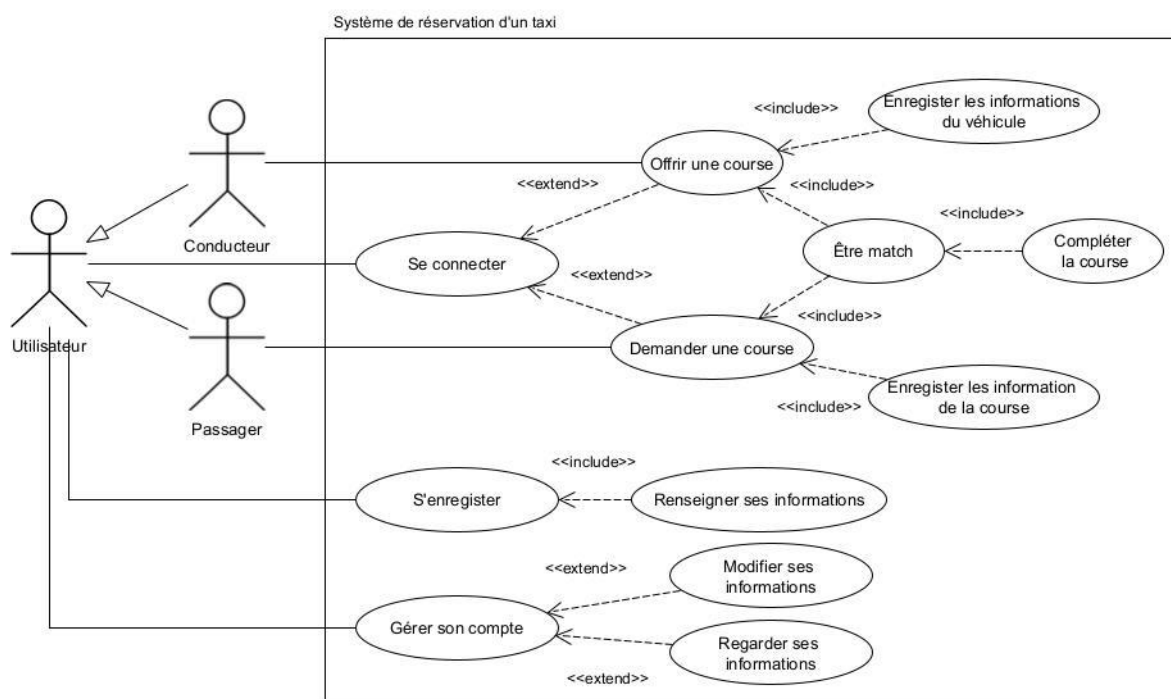 Système de réservation d'un taxi
Enregister les informations
du véhicule
<<include>>
Offrir une course
<<extend>>
<<include>>
Conducteur
Se connecter
Être match
<<include>>
Compléter
la course
<<extend>>
<<include>>
Utilisateur
Demander une course
Enregister les information
de la course
<<include>>
Passager
<<include>>
S'enregister
Renseigner ses informations
<<extend>>
Modifier ses
informations
Gérer son compte
Regarder ses
informations
<<extend>>